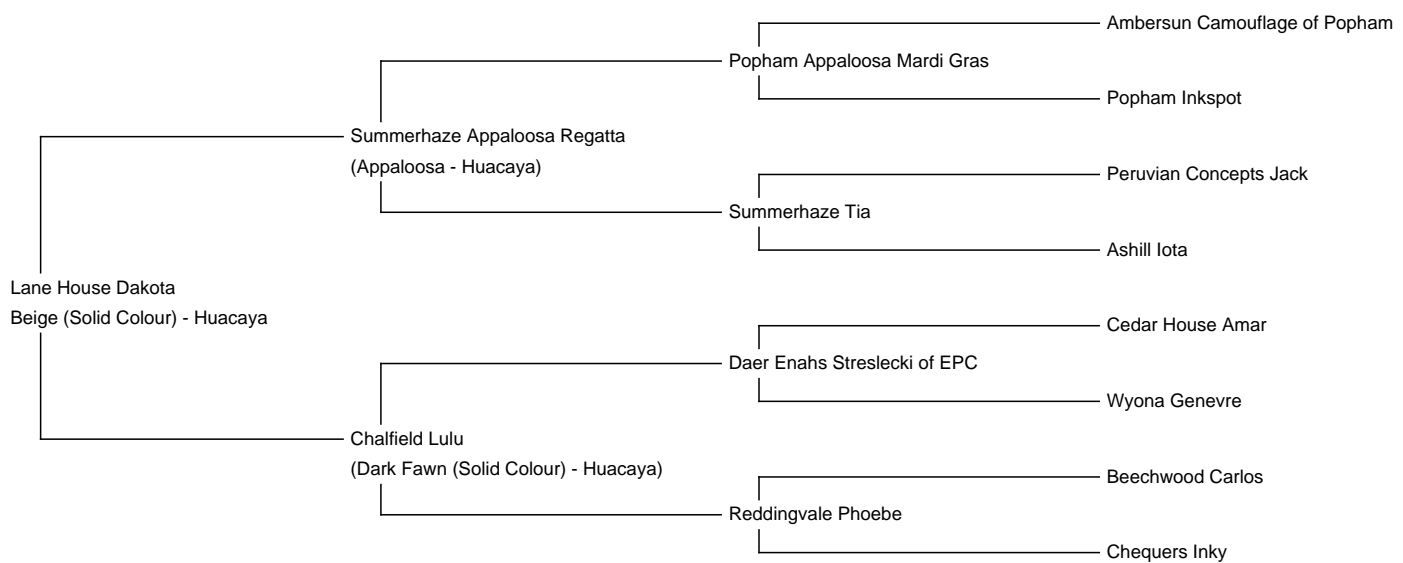 Ambersun Camouflage of Popham
Popham Appaloosa Mardi Gras
Popham Inkspot
Summerhaze Appaloosa Regatta
(Appaloosa - Huacaya)
Peruvian Concepts Jack
Summerhaze Tia
Ashill Iota
Lane House Dakota
Beige (Solid Colour) - Huacaya
Cedar House Amar
Daer Enahs Streslecki of EPC
Wyona Genevre
Chalfield Lulu
(Dark Fawn (Solid Colour) - Huacaya)
Beechwood Carlos
Reddingvale Phoebe
Chequers Inky